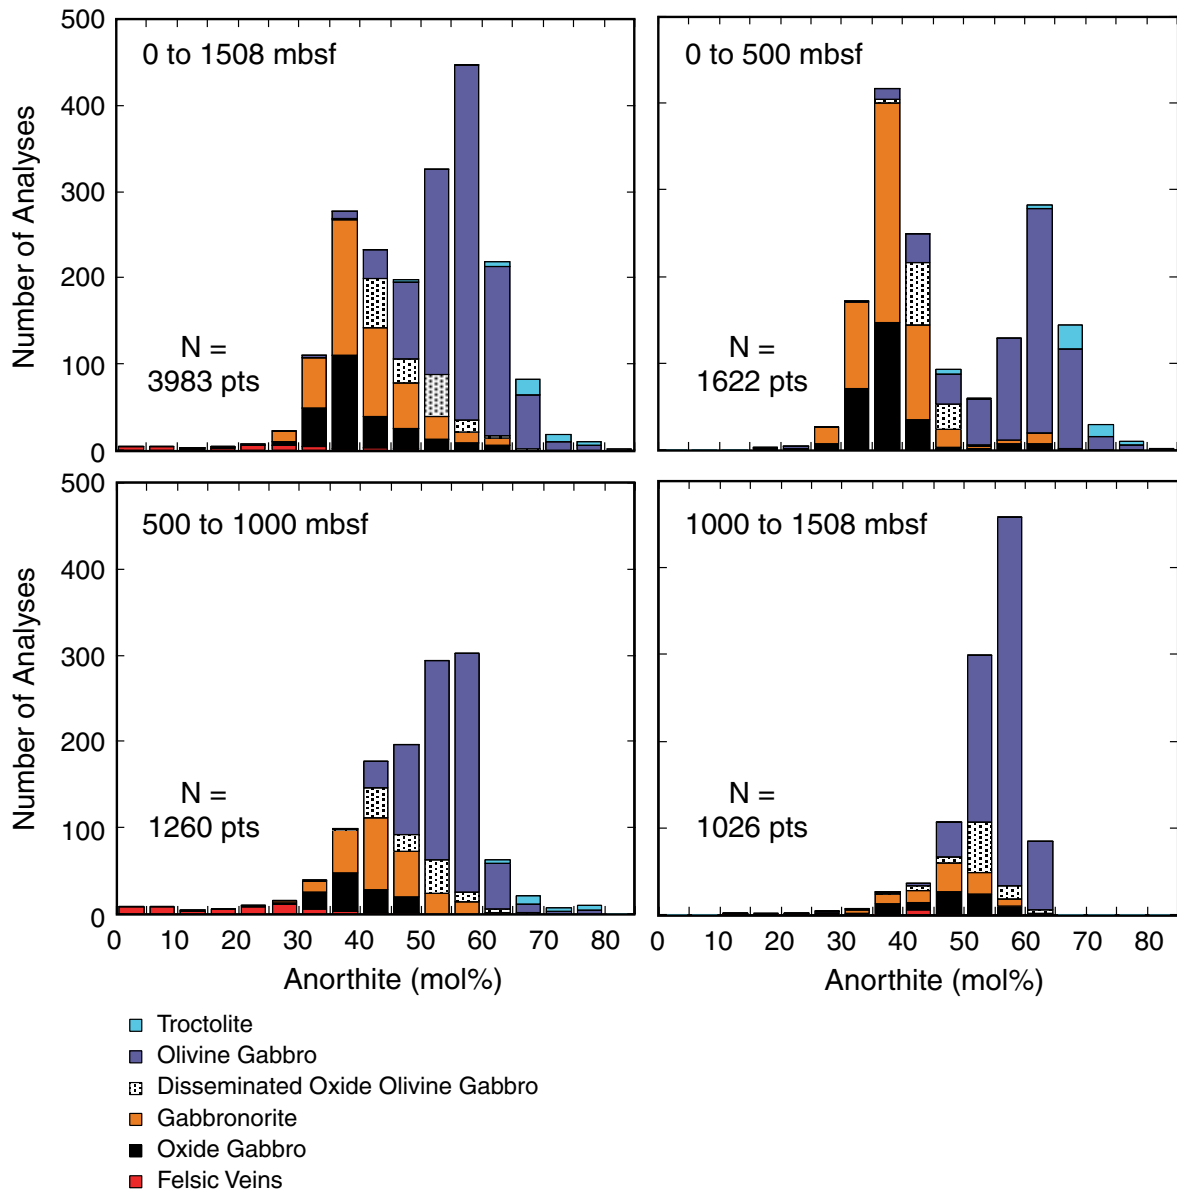 0 to 1508 mbsf
0 to 500 mbsf
500
400
300
200
100
0
Number of Analyses
N =
3983 pts
N =
1622 pts
500 to 1000 mbsf
1000 to 1508 mbsf
500
400
300
200
100
0
Number of Analyses
N =
1260 pts
N =
1026 pts
0 10 20 30 40 50 60 70 80
0 10 20 30 40 50 60 70 80
Anorthite (mol%)
Anorthite (mol%)
Troctolite
Olivine Gabbro
Disseminated Oxide Olivine Gabbro
Gabbronorite
Oxide Gabbro
Felsic Veins